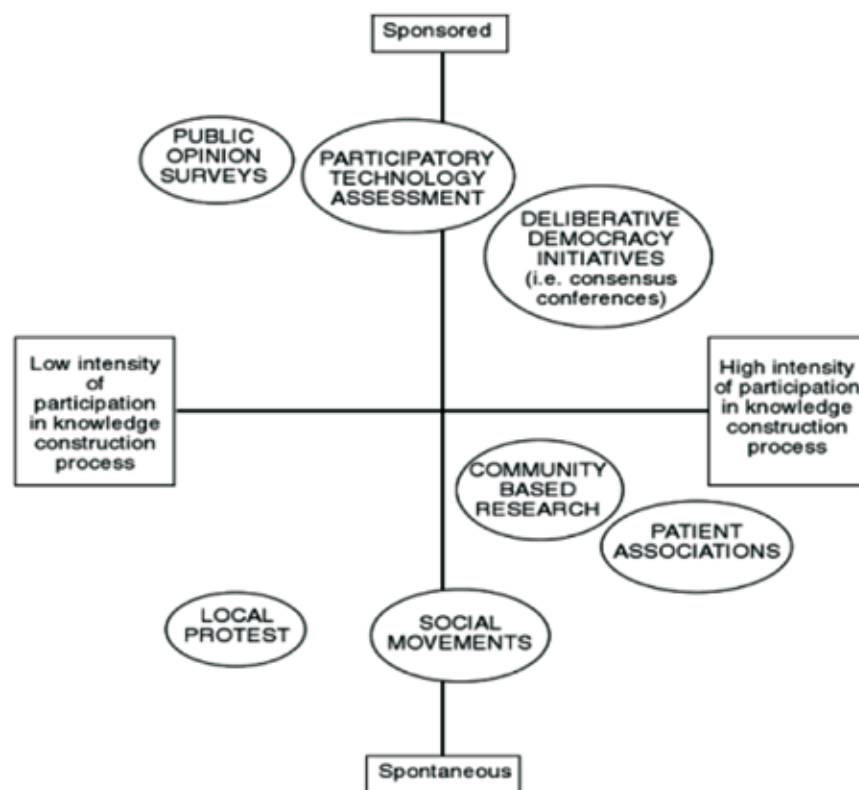 Sponsored
PUBLIC
OPINION
SURVEYS
PARTICIPATORY
TECHNOLOGY
ASSESSMENT
DELIBERATIVE
DEMOCRACY
INITIATIVES
(i.e. consensus
conferences)
Low intensity
of
participation
in knowledge
construction
process
High intensity
of participation
in knowledge
construction
process
COMMUNITY
BASED
RESEARCH
PATIENT
ASSOCIATIONS
LOCAL
PROTEST
SOCIAL
MOVEMENTS
Spontaneous